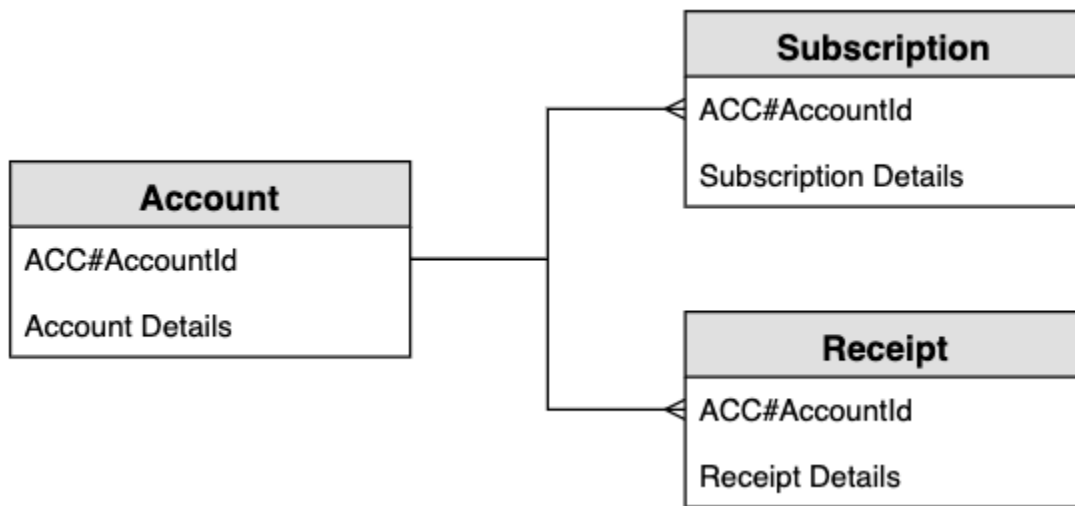 Account
ACC#AccountId
Account Details
Subscription
ACC#AccountId
Subscription Details
Receipt
ACC#AccountId
Receipt Details